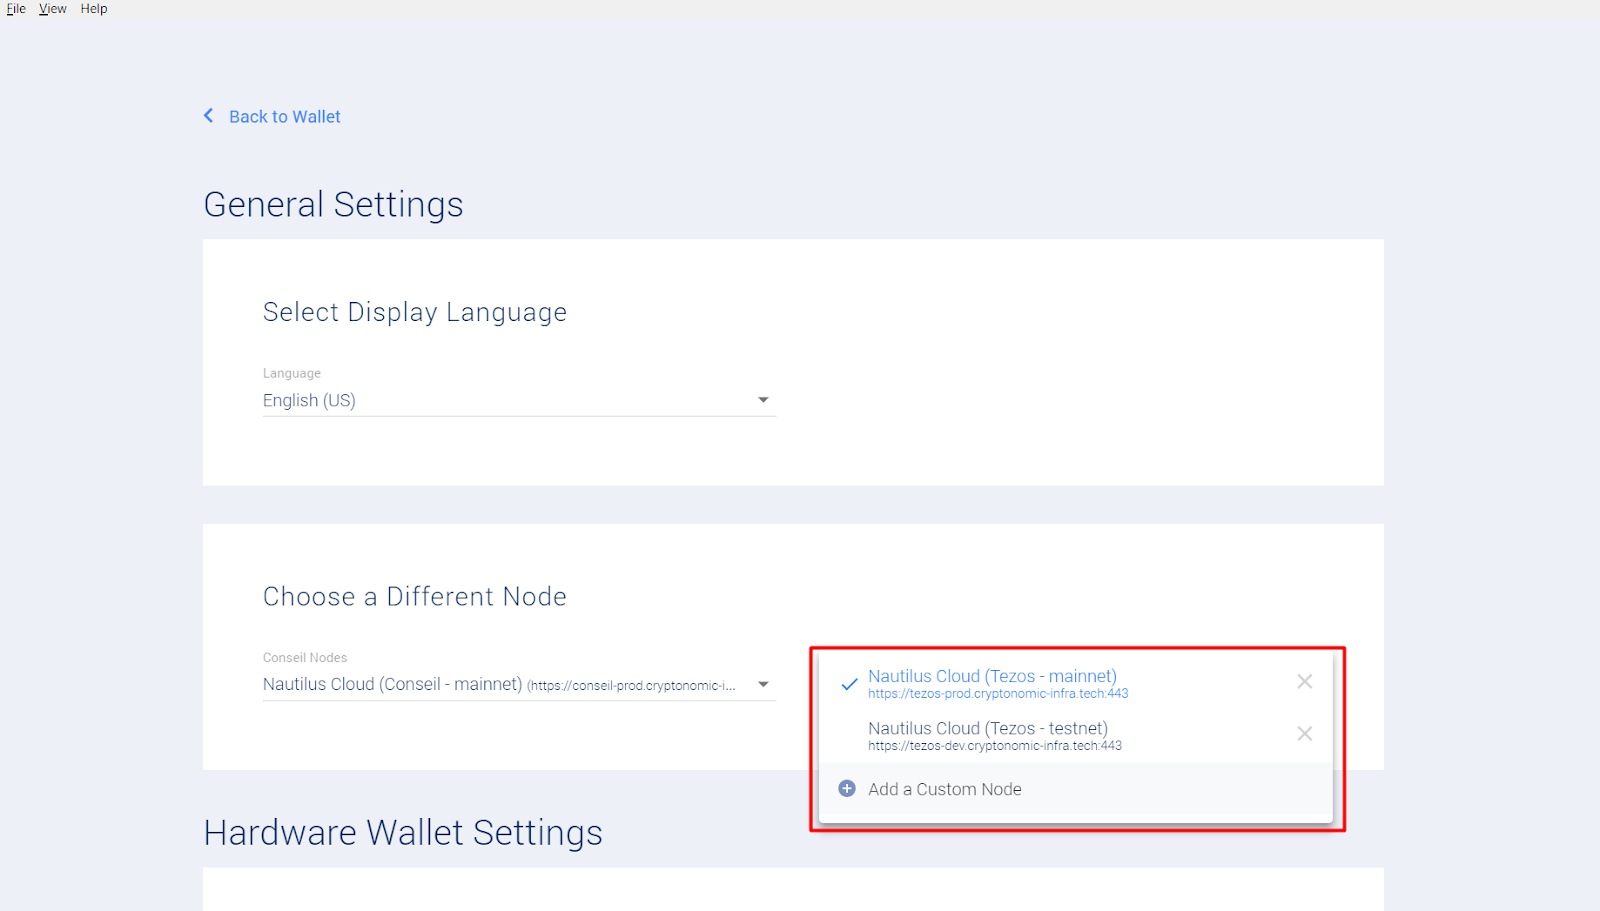 File View Help
Back to Wallet
General Settings
Select Display Language
Language
English (US)
Choose a Different Node
Conseil Nodes
Nautilus Cloud (Conseil - mainnet) (https://conseil-prod.cryptonomic-i...
Nautilus Cloud (Tezos - mainnet)
https://tezos-prod.cryptonomic-infra.tech:443
Nautilus Cloud (Tezos - testnet)
https://tezos-dev.cryptonomic-infra.tech:443
Add a Custom Node
Hardware Wallet Settings